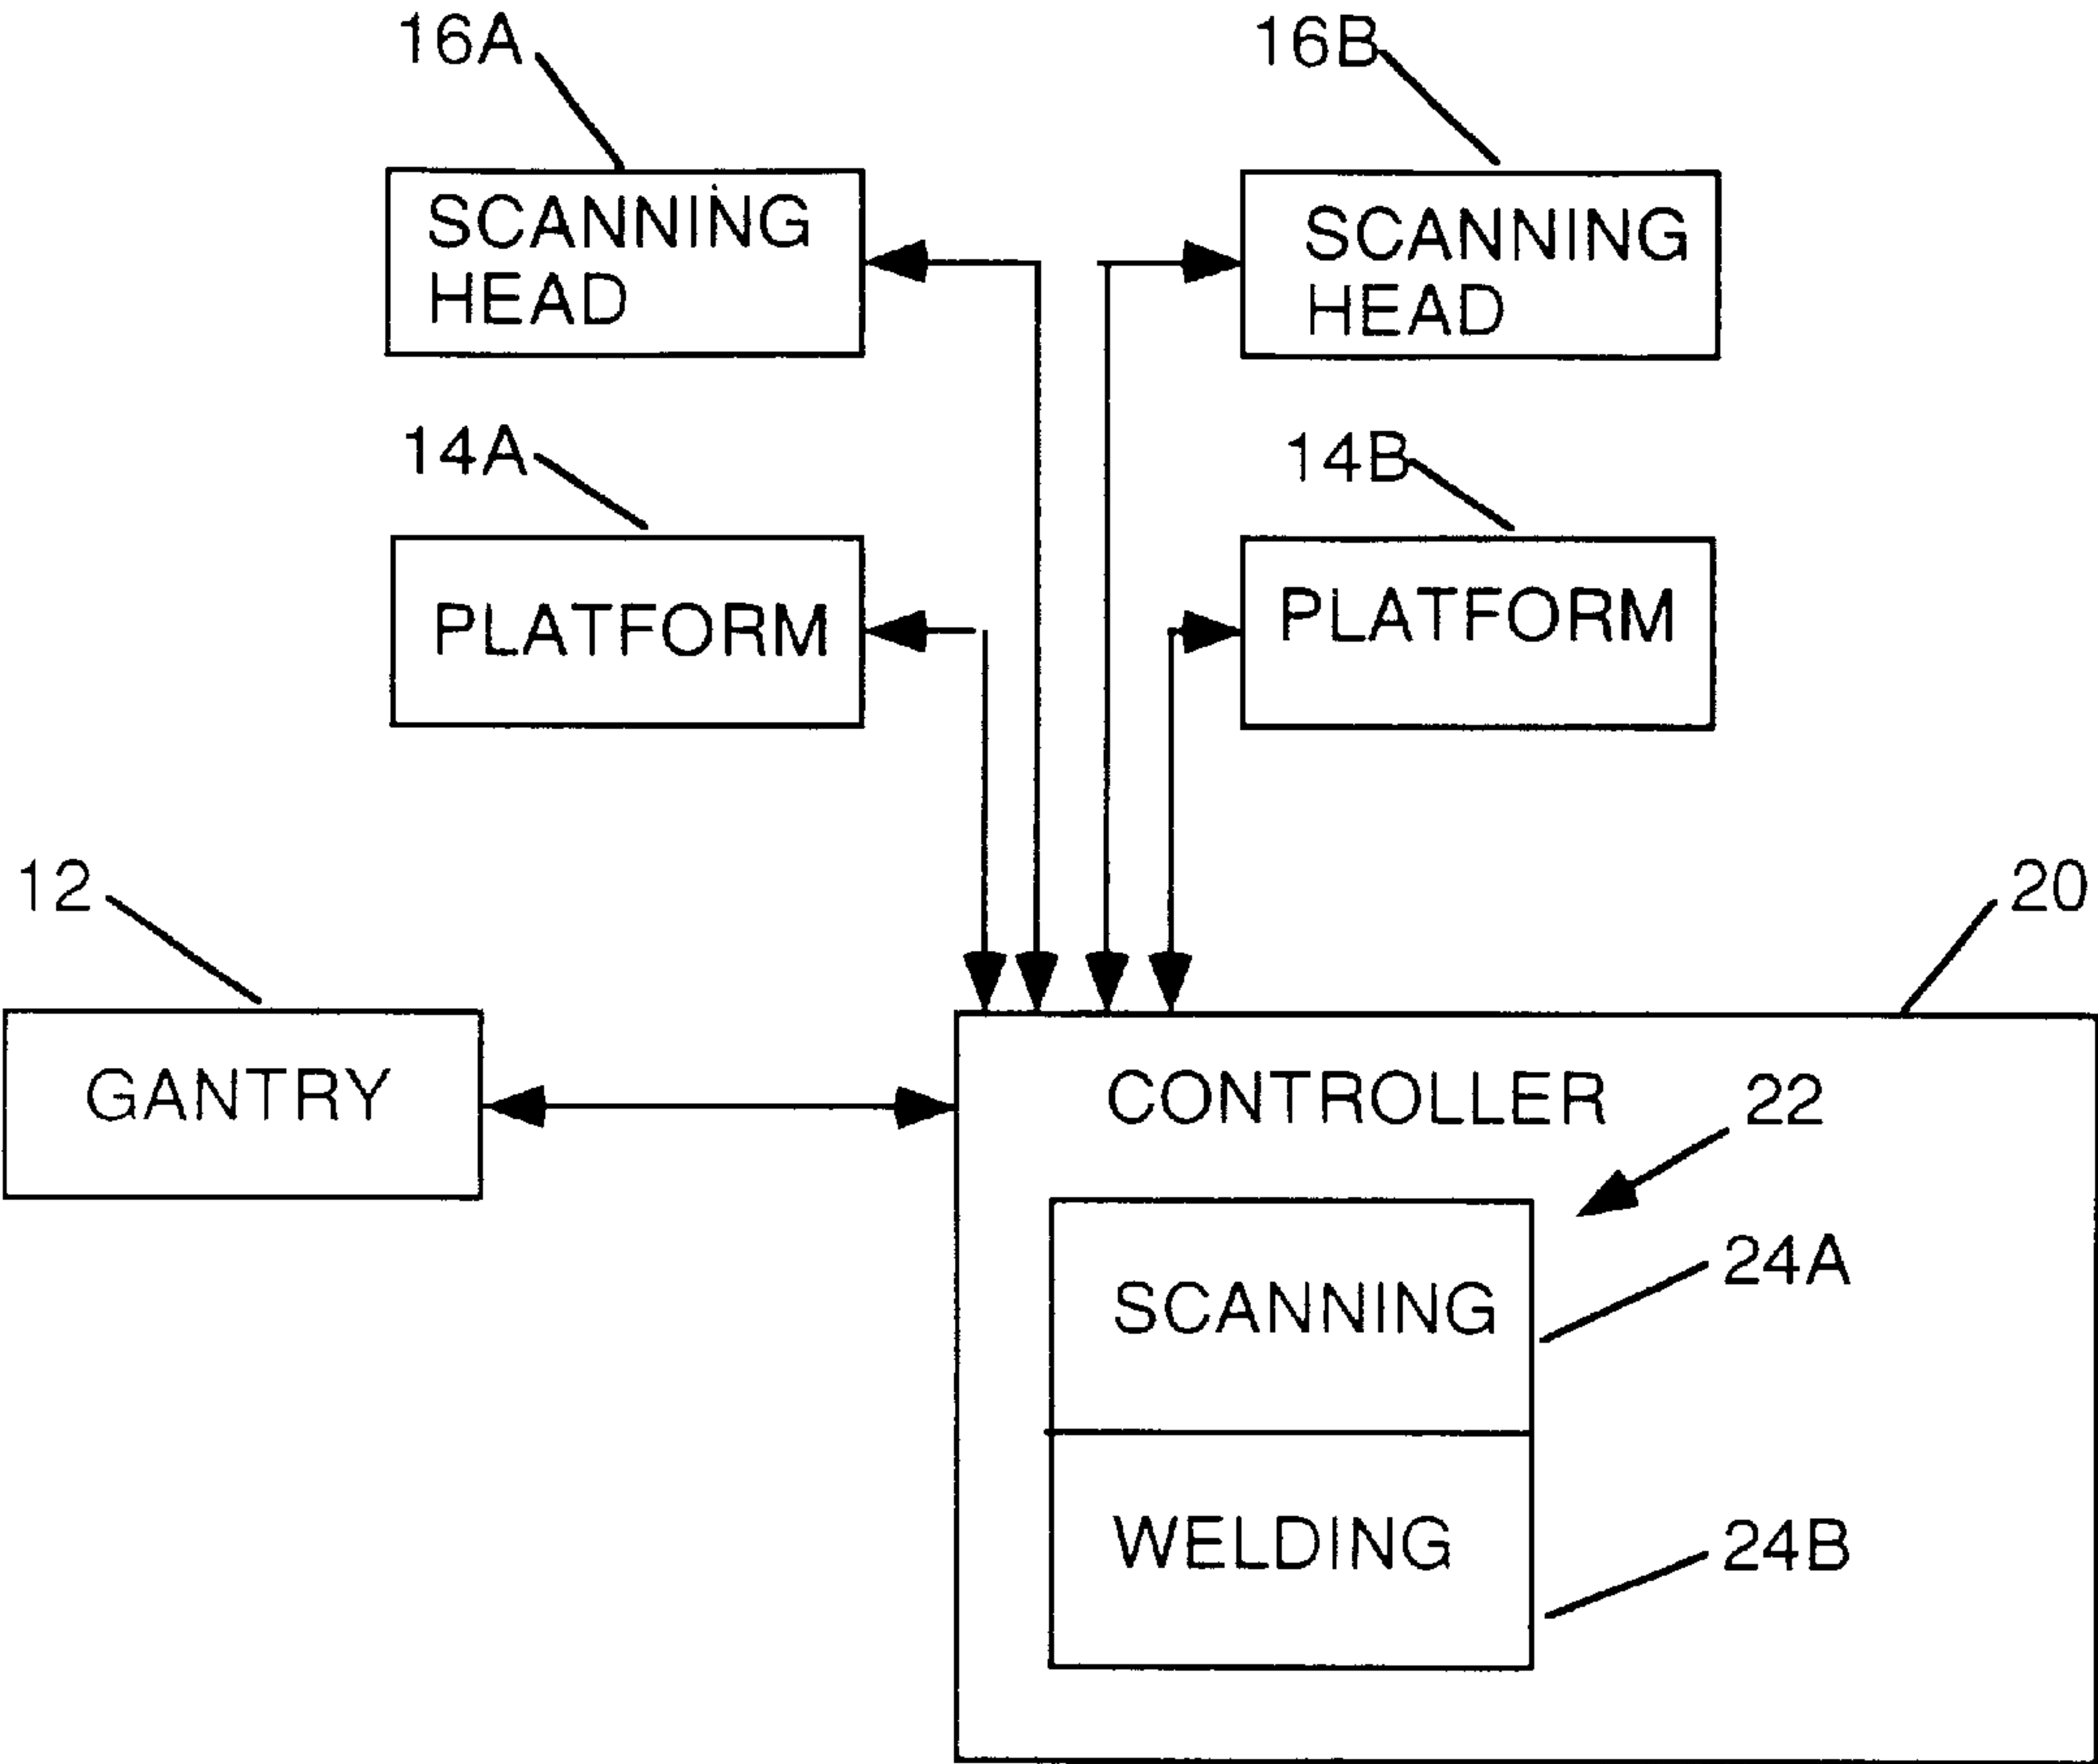 16A
16B
SCANNING
HEAD
SCANNING
HEAD
14A
14B
PLATFORM
PLATFORM
12
20
GANTRY
CONTROLLER
22
SCANNING
24A
WELDING
24B